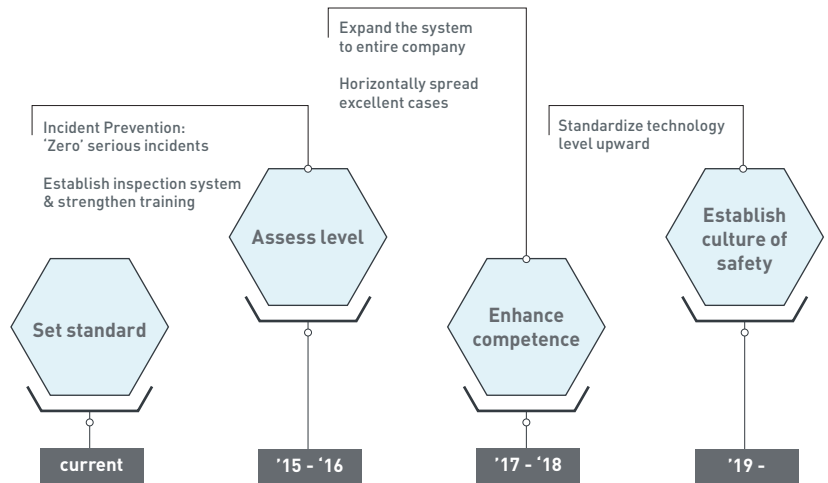 Expand the system
to entire company
Horizontally spread
excellent cases
Incident Prevention:
‘Zero’ serious incidents
Establish inspection system
& strengthen training
Standardize technology
level upward
Set standard
Assess level
Enhance
competence
Establish
culture of
safety
current
’15 - ‘16
’17 - ‘18
’19 -